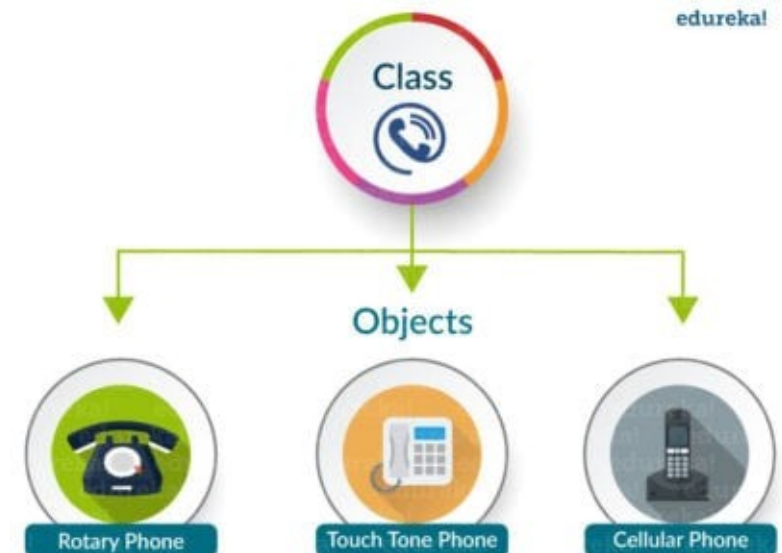 edureka!
Class
Objects
Rotary Phone
Touch Tone Phone
Cellular Phone